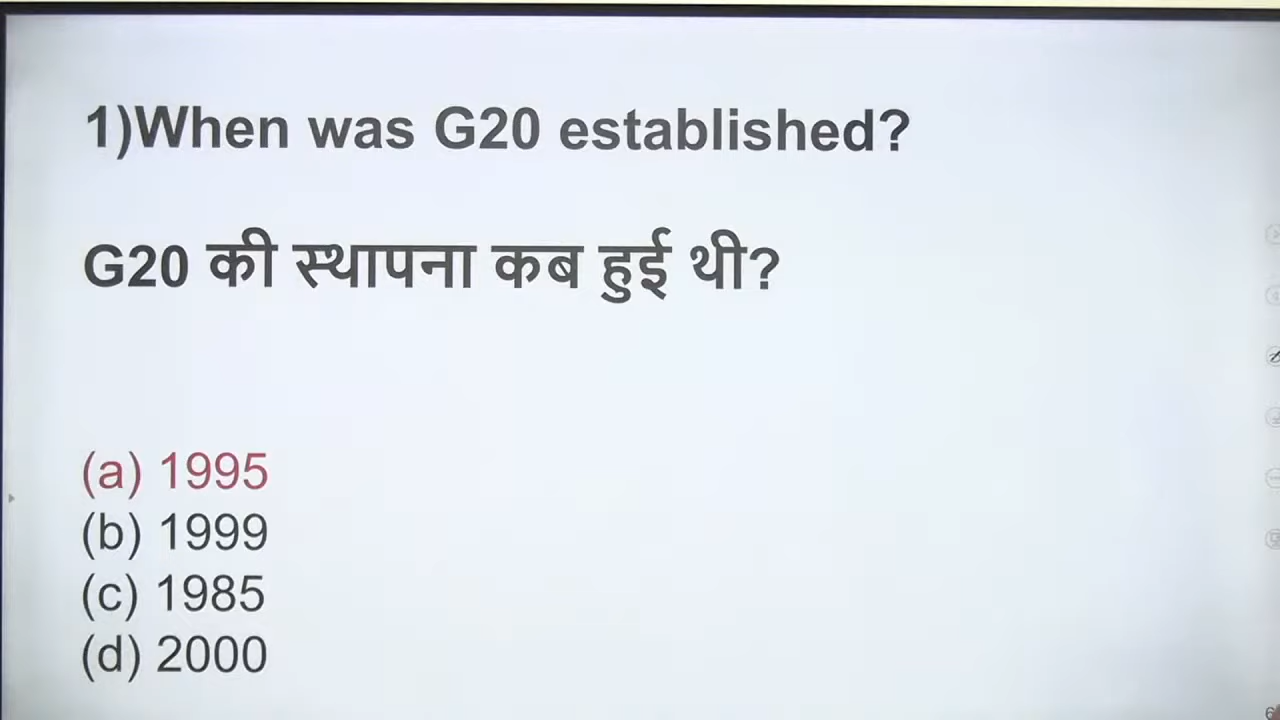 1)When was G20 established?
G20 की स्थापना कब हुई थी?
(a) 1995
(b) 1999
(c) 1985
(d) 2000